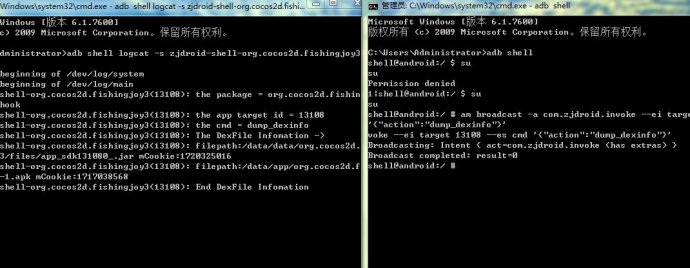 Windows\system32\cmd.exe - adb  shell logcat -s zjdroid-shell-org.cocos2d.fishi...
Windows [版本 6.1.7600]
c) 2009 Microsoft Corporation。保留所有权利。
dministrator>adb shell logcat -s zjdroid-shell-org.cocos2d.fishingjoy3
beginning of /dev/log/system
beginning of /dev/log/main
shell-org.cocos2d.fishingjoy3(13108): the package = org.cocos2d.fishin
hook
shell-org.cocos2d.fishingjoy3(13108): the app target id = 13108
shell-org.cocos2d.fishingjoy3(13108): the cmd = dump_dexinfo
shell-org.cocos2d.fishingjoy3(13108): The DexFile Infomation ->
shell-org.cocos2d.fishingjoy3(13108): filepath:/data/data/org.cocos2d.
3/files/app_sdk131080_.jar mCookie:1720325016
shell-org.cocos2d.fishingjoy3(13108): filepath:/data/app/org.cocos2d.f
-1.apk mCookie:1717038568
shell-org.cocos2d.fishingjoy3(13108): End DexFile Infomation
管理员: C:\Windows\system32\cmd.exe - adb  shell
Microsoft Windows [版本 6.1.7600]
版权所有 (c) 2009 Microsoft Corporation。保留所有权利。
C:\Users\Administrator>adb shell
shell@android:/ $ su
su
Permission denied
1|shell@android:/ $ su
su
shell@android:/ # am broadcast -a com.zjdroid.invoke --ei target
'{"action":"dump_dexinfo"}'
voke --ei target 13108 --es cmd '{"action":"dump_dexinfo"}'
Broadcasting: Intent { act=com.zjdroid.invoke (has extras) }
Broadcast completed: result=0
shell@android:/ #